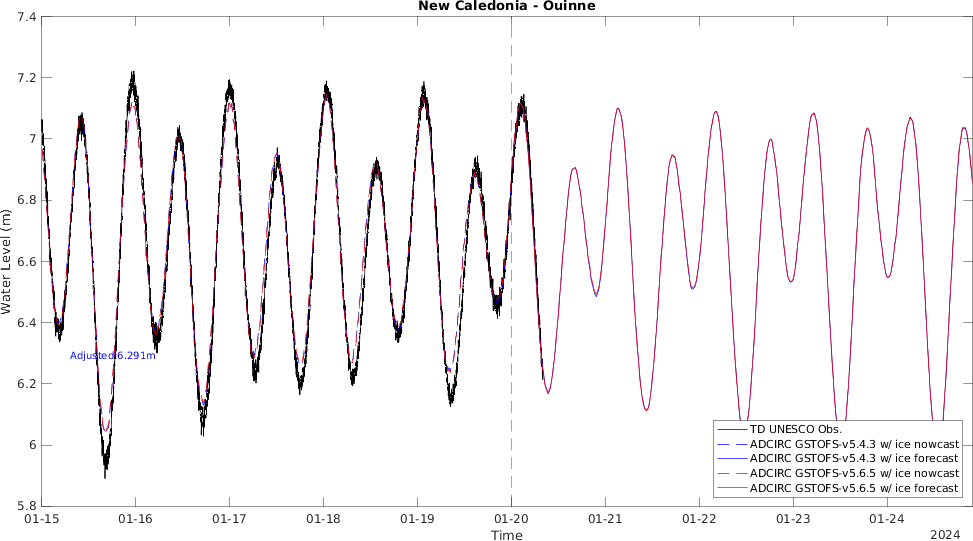 New Caledonia - Ouinne
7.4
7.2
7
6.8
6.6
6.4
6.2
6
5.8
Water Level (m)
Adjusted 6.291m
TD UNESCO Obs.
ADCIRC GSTOFS-v5.4.3 w/ ice nowcast
ADCIRC GSTOFS-v5.4.3 w/ ice forecast
ADCIRC GSTOFS-v5.6.5 w/ ice nowcast
ADCIRC GSTOFS-v5.6.5 w/ ice forecast
01-15 01-16 01-17 01-18 01-19 01-20 01-21 01-22 01-23 01-24
Time
2024